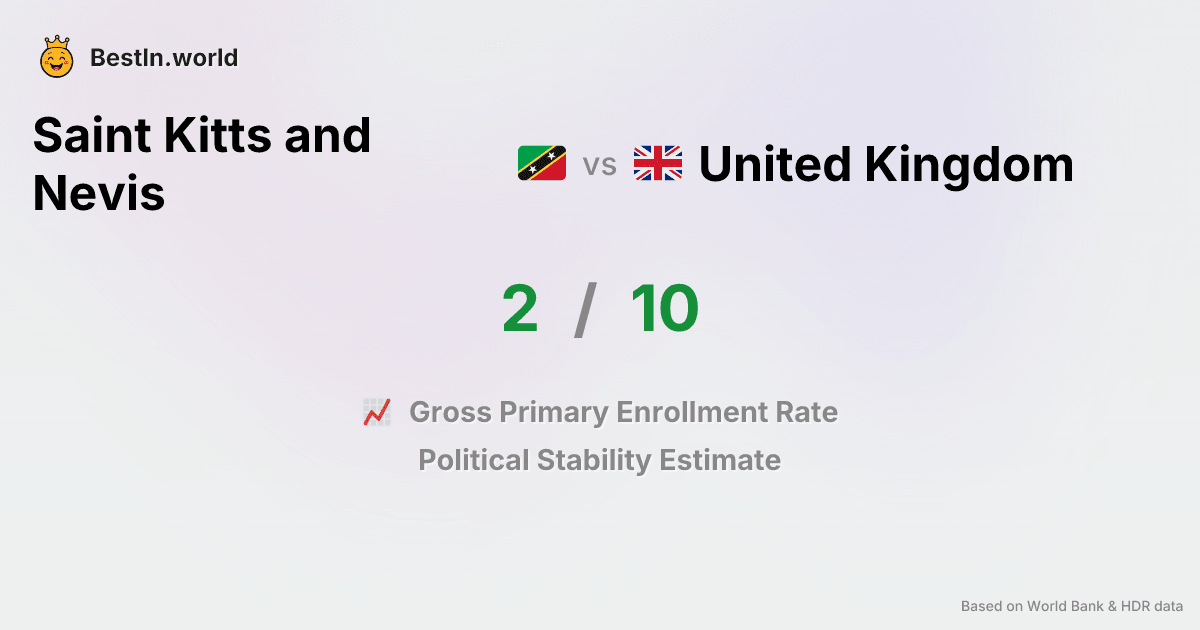 BestIn.world
Saint Kitts and
Nevis
vs
United Kingdom
2 / 10
Gross Primary Enrollment Rate
Political Stability Estimate
Based on World Bank & HDR data